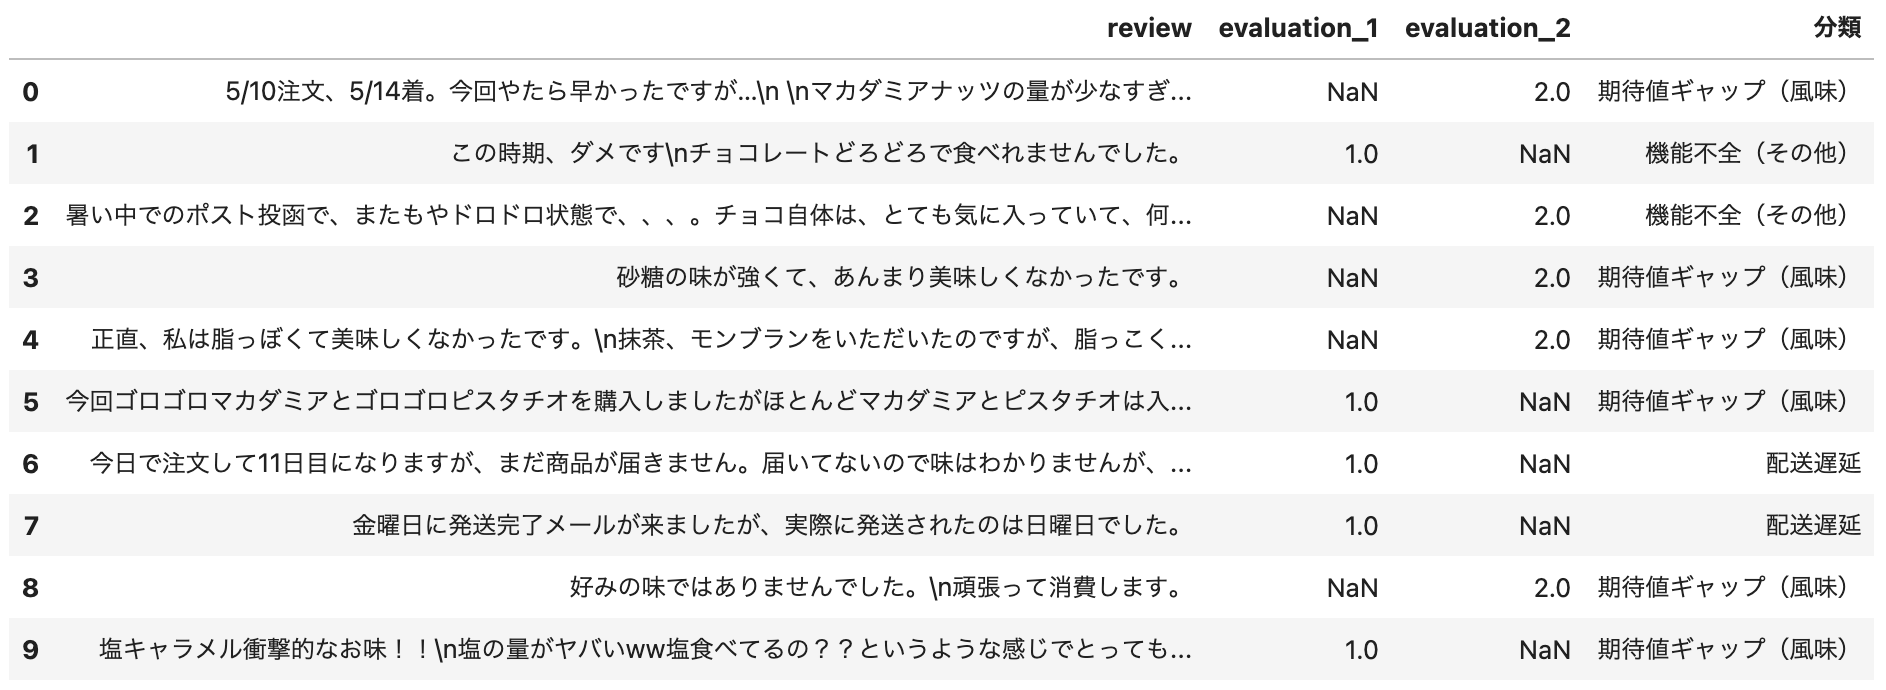 review evaluation_1 evaluation_2 分類
0 5/10注文、5/14着。今回やたら早かったですが...\n \nマカダミアナッツの量が少なすぎ... NaN 2.0 期待値ギャップ（風味）
1 この時期、ダメです\nチョコレートどろどろで食べれませんでした。 1.0 NaN 機能不全（その他）
2 暑い中でのポスト投函で、またもやドロドロ状態で、、、。チョコ自体は、とても気に入っていて、何... NaN 2.0 機能不全（その他）
3 砂糖の味が強くて、あんまり美味しくなかったです。 NaN 2.0 期待値ギャップ（風味）
4 正直、私は脂っぽくて美味しくなかったです。\n抹茶、モンブランをいただいたのですが、脂っこく... NaN 2.0 期待値ギャップ（風味）
5 今回ゴロゴロマカダミアとゴロゴロピスタチオを購入しましたがほとんどマカダミアとピスタチオは入... 1.0 NaN 期待値ギャップ（風味）
6 今日で注文して11日目になりますが、まだ商品が届きません。届いてないので味はわかりませんが、... 1.0 NaN 配送遅延
7 金曜日に発送完了メールが来ましたが、実際に発送されたのは日曜日でした。 1.0 NaN 配送遅延
8 好みの味ではありませんでした。\n頑張って消費します。 NaN 2.0 期待値ギャップ（風味）
9 塩キャラメル衝撃的なお味！！\n塩の量がヤバいww塩食べてるの？？というような感じでとっても... 1.0 NaN 期待値ギャップ（風味）